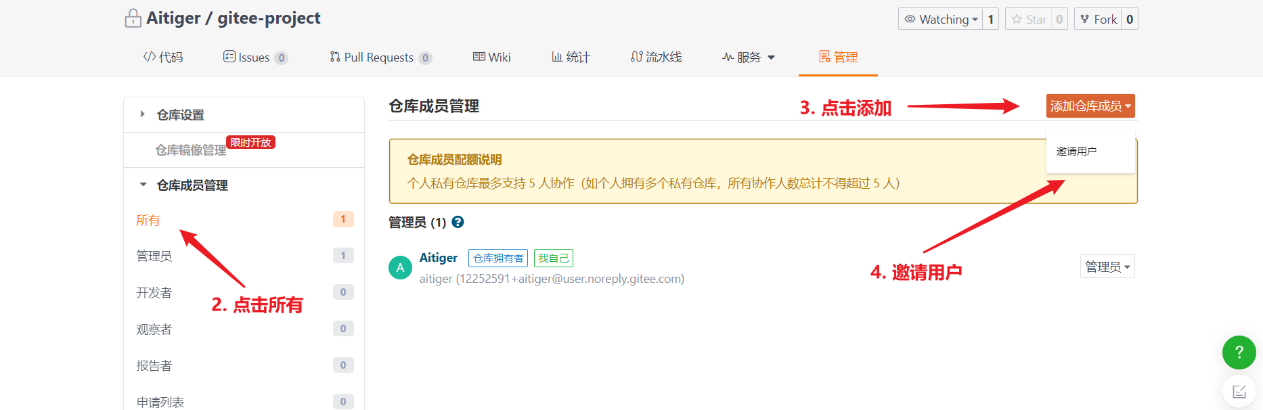 Aitiger / gitee-project
Watching 1
Star 0
Fork 0
代码
Issues 0
Pull Requests 0
Wiki
统计
流水线
服务
管理
仓库设置
仓库镜像管理
限时开放
仓库成员管理
所有 1
管理员 1
开发者 0
观察者 0
报告者 0
申请列表 0
2. 点击所有
仓库成员管理
3. 点击添加
添加仓库成员
邀请用户
仓库成员配额说明
个人私有仓库最多支持 5 人协作（如个人拥有多个私有仓库，所有协作人数总计不得超过 5 人）
管理员 (1) ?
A
Aitiger 仓库拥有者 我自己
aitiger (12252591+aitiger@user.noreply.gitee.com)
管理员
4. 邀请用户
?